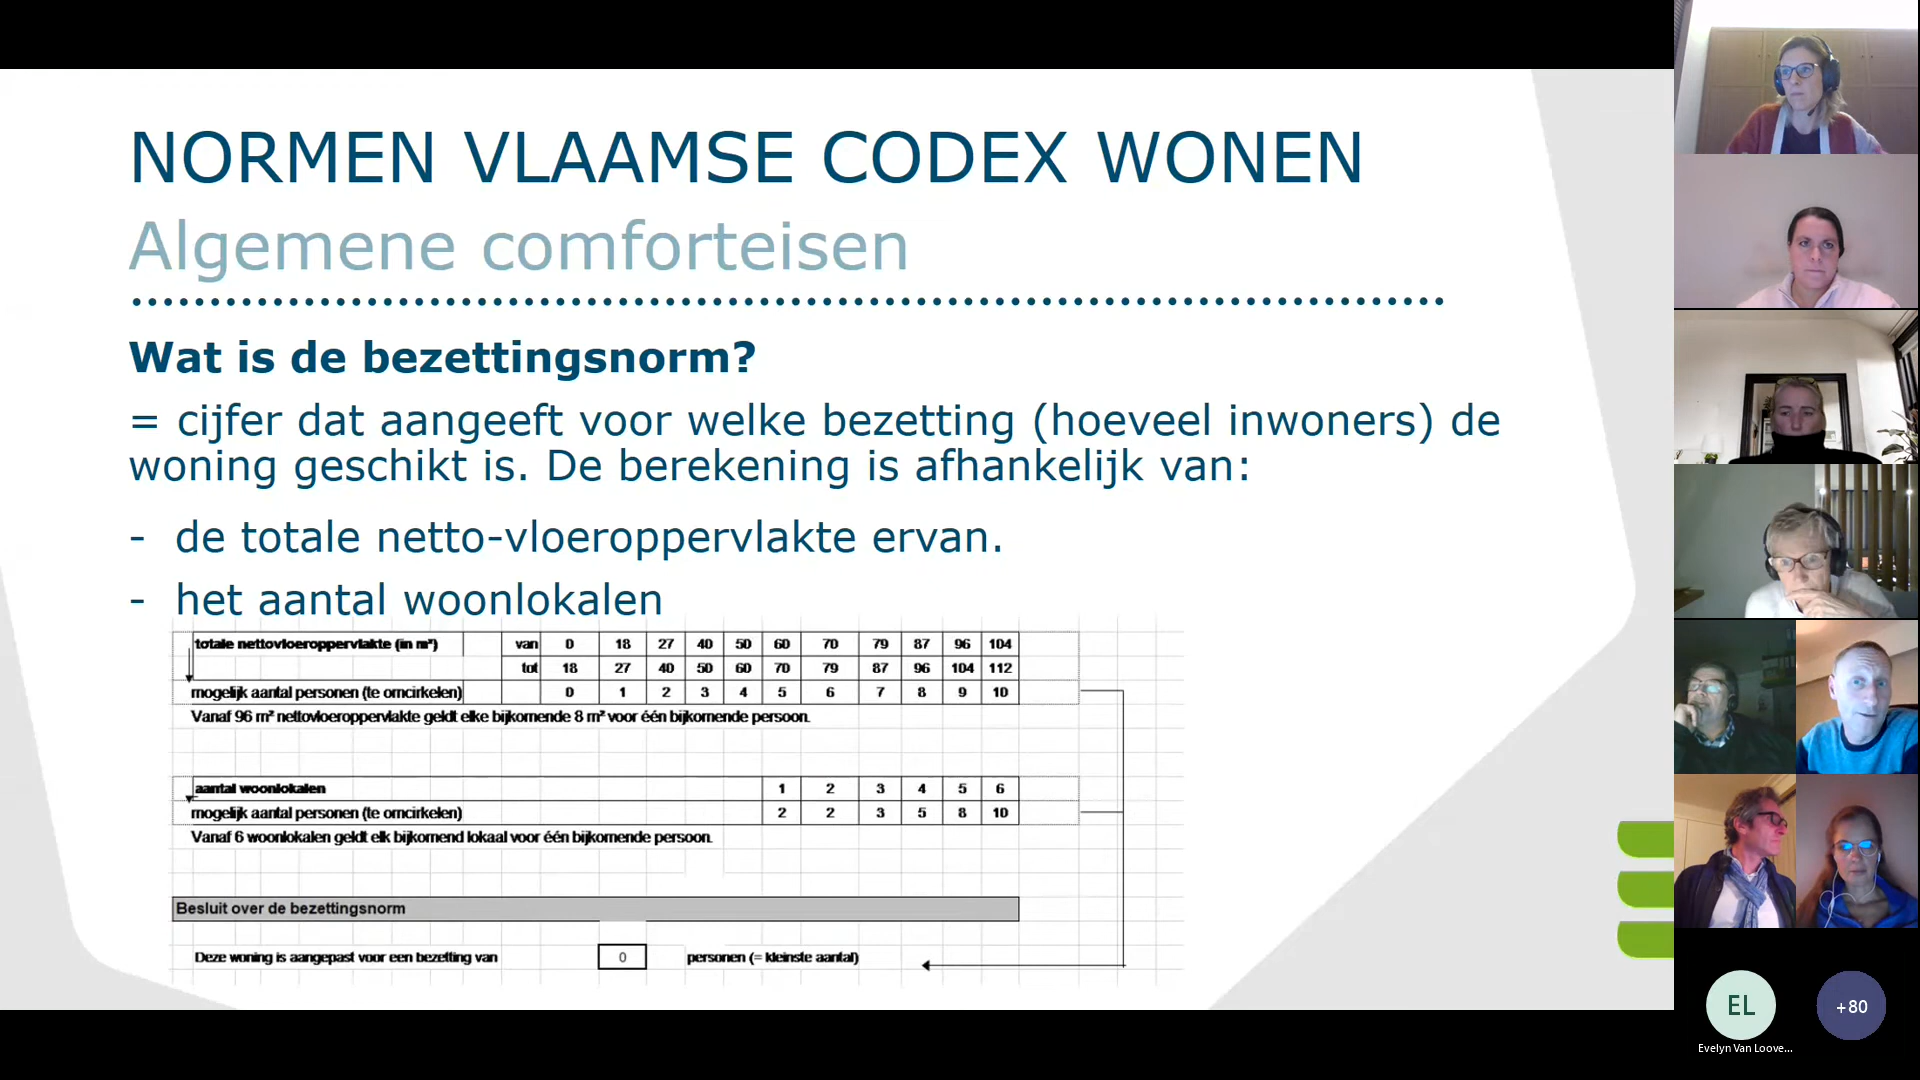 NORMEN VLAAMSE CODEX WONEN
Algemene comforteisen
Wat is de bezettingsnorm?
= cijfer dat aangeeft voor welke bezetting (hoeveel inwoners) de
woning geschikt is. De berekening is afhankelijk van:
- de totale netto-vloeroppervlakte ervan.
- het aantal woonlokalen
totale nettovloeroppervlakte (in m²) van 0 18 27 40 50 60 70 79 87 96 104
tot 18 27 40 50 60 70 79 87 96 104 112
mogelijk aantal personen (te omcirkelen) 0 1 2 3 4 5 6 7 8 9 10
Vanaf 96 m² nettovloeroppervlakte geldt elke bijkomende 8 m² voor één bijkomende persoon.
aantal woonlokalen 1 2 3 4 5 6
mogelijk aantal personen (te omcirkelen) 2 2 3 5 8 10
Vanaf 6 woonlokalen geldt elk bijkomend lokaal voor één bijkomende persoon.
Besluit over de bezettingsnorm
Deze woning is aangepast voor een bezetting van 0 personen (= kleinste aantal)
EL
+80
Evelyn Van Loove...